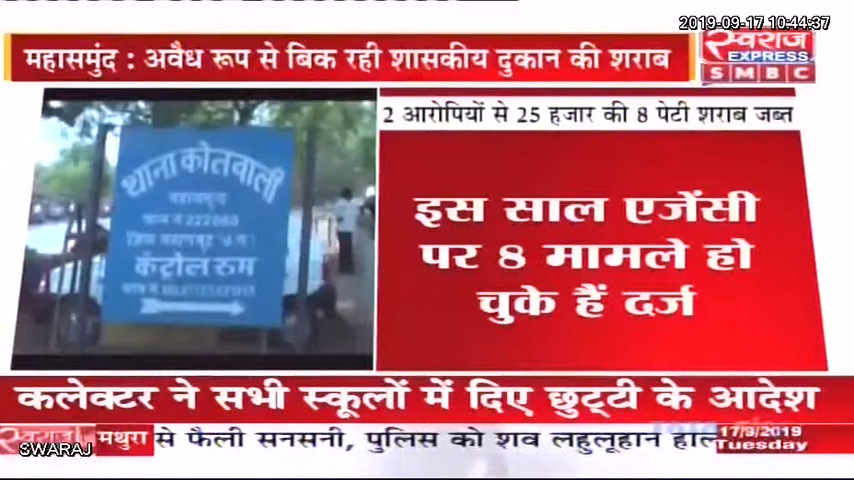 2019-09-17 10:44:37
महासमुंद : अवैध रूप से बिक रही शासकीय दुकान की शराब
स्वराज
EXPRESS
SMBC
2 आरोपियों से 25 हजार की 8 पेटी शराब जब्त
थाना कोतवाली
कंट्रोल रुम
इस साल एजेंसी
पर 8 मामले हो
चुके हैं दर्ज
कलेक्टर ने सभी स्कूलों में दिए छुट्टी के आदेश
स्वराज
SWARAJ
मथुरा
से फैली सनसनी, पुलिस को शव लहूलूहान हाल
17/9/2019
Tuesday